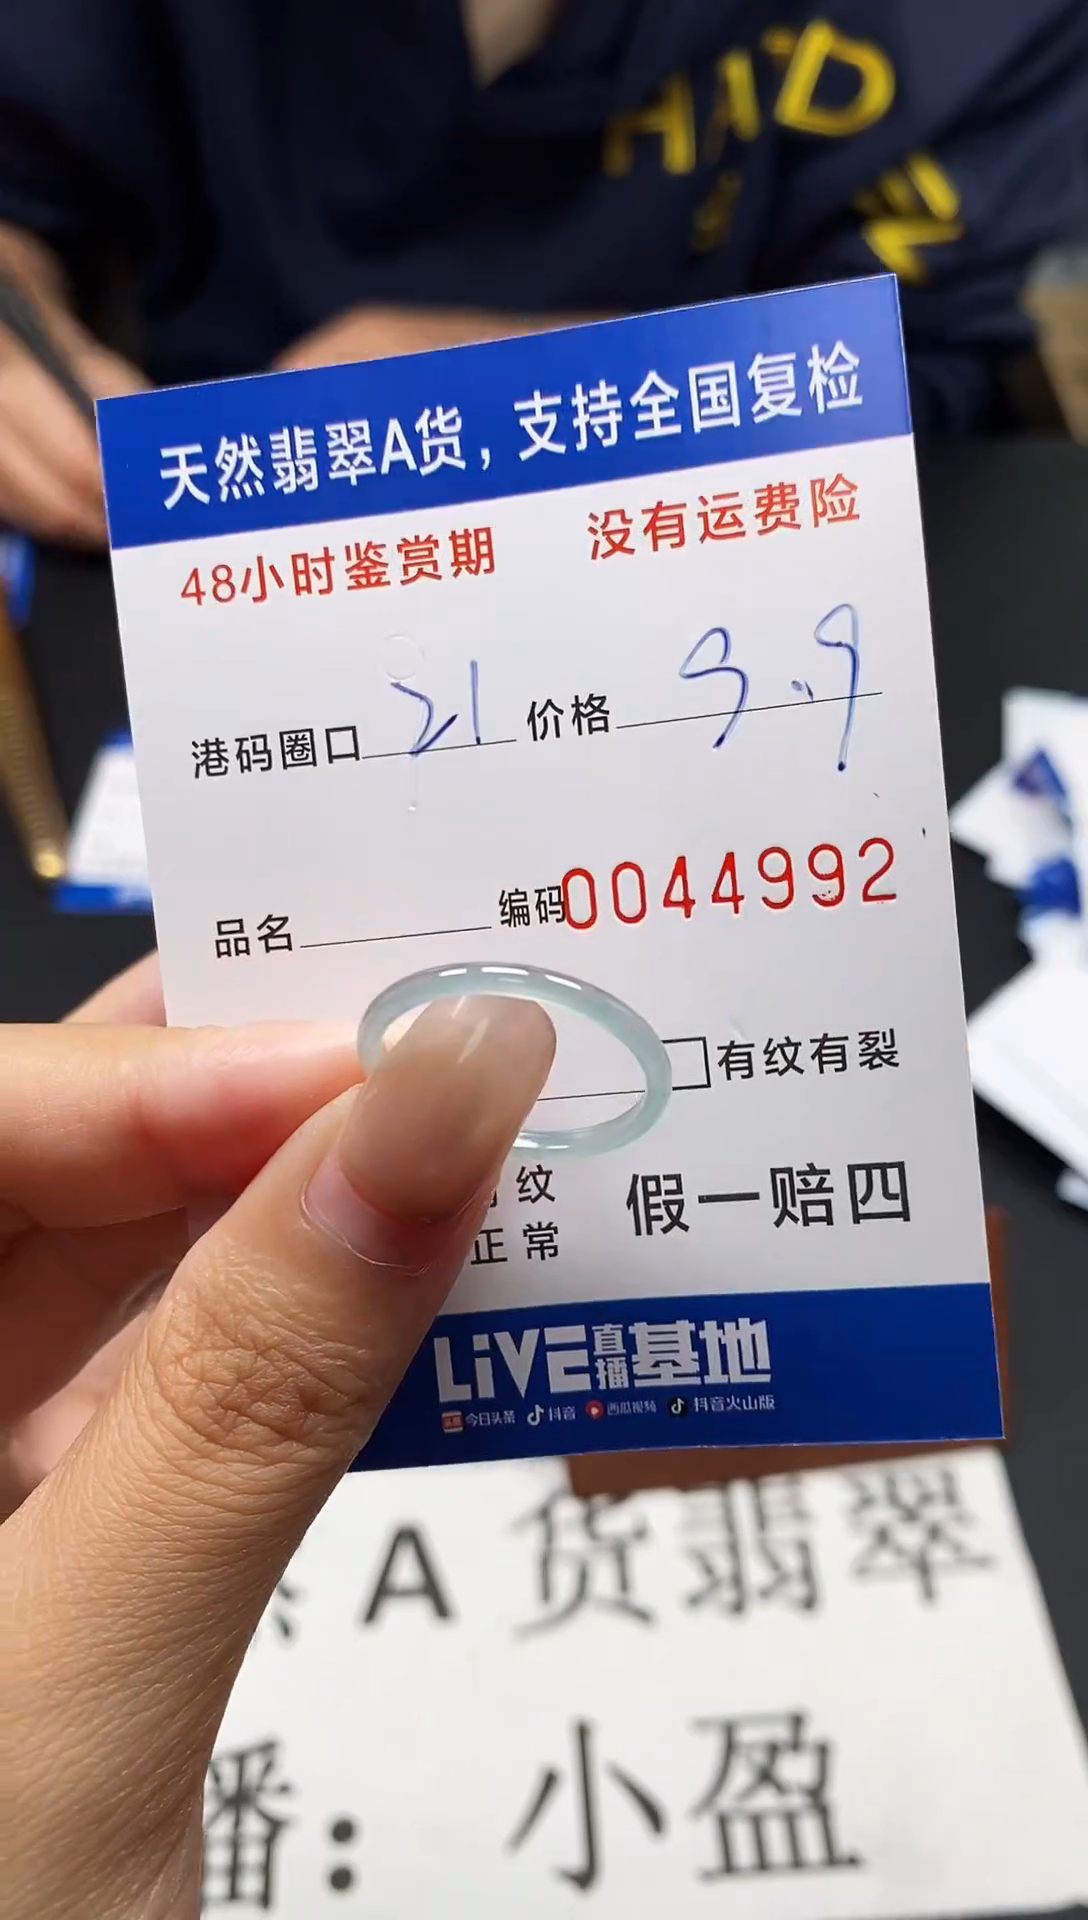 天然翡翠A货，支持全国复检
48小时鉴赏期 没有运费险
港码圈口 21 价格 9.9
品名 编码 0044992
有纹有裂
纹
正常
假一赔四
LiVE直播基地
今日头条 抖音 西瓜视频 抖音火山版
A货翡翠
播：小盈